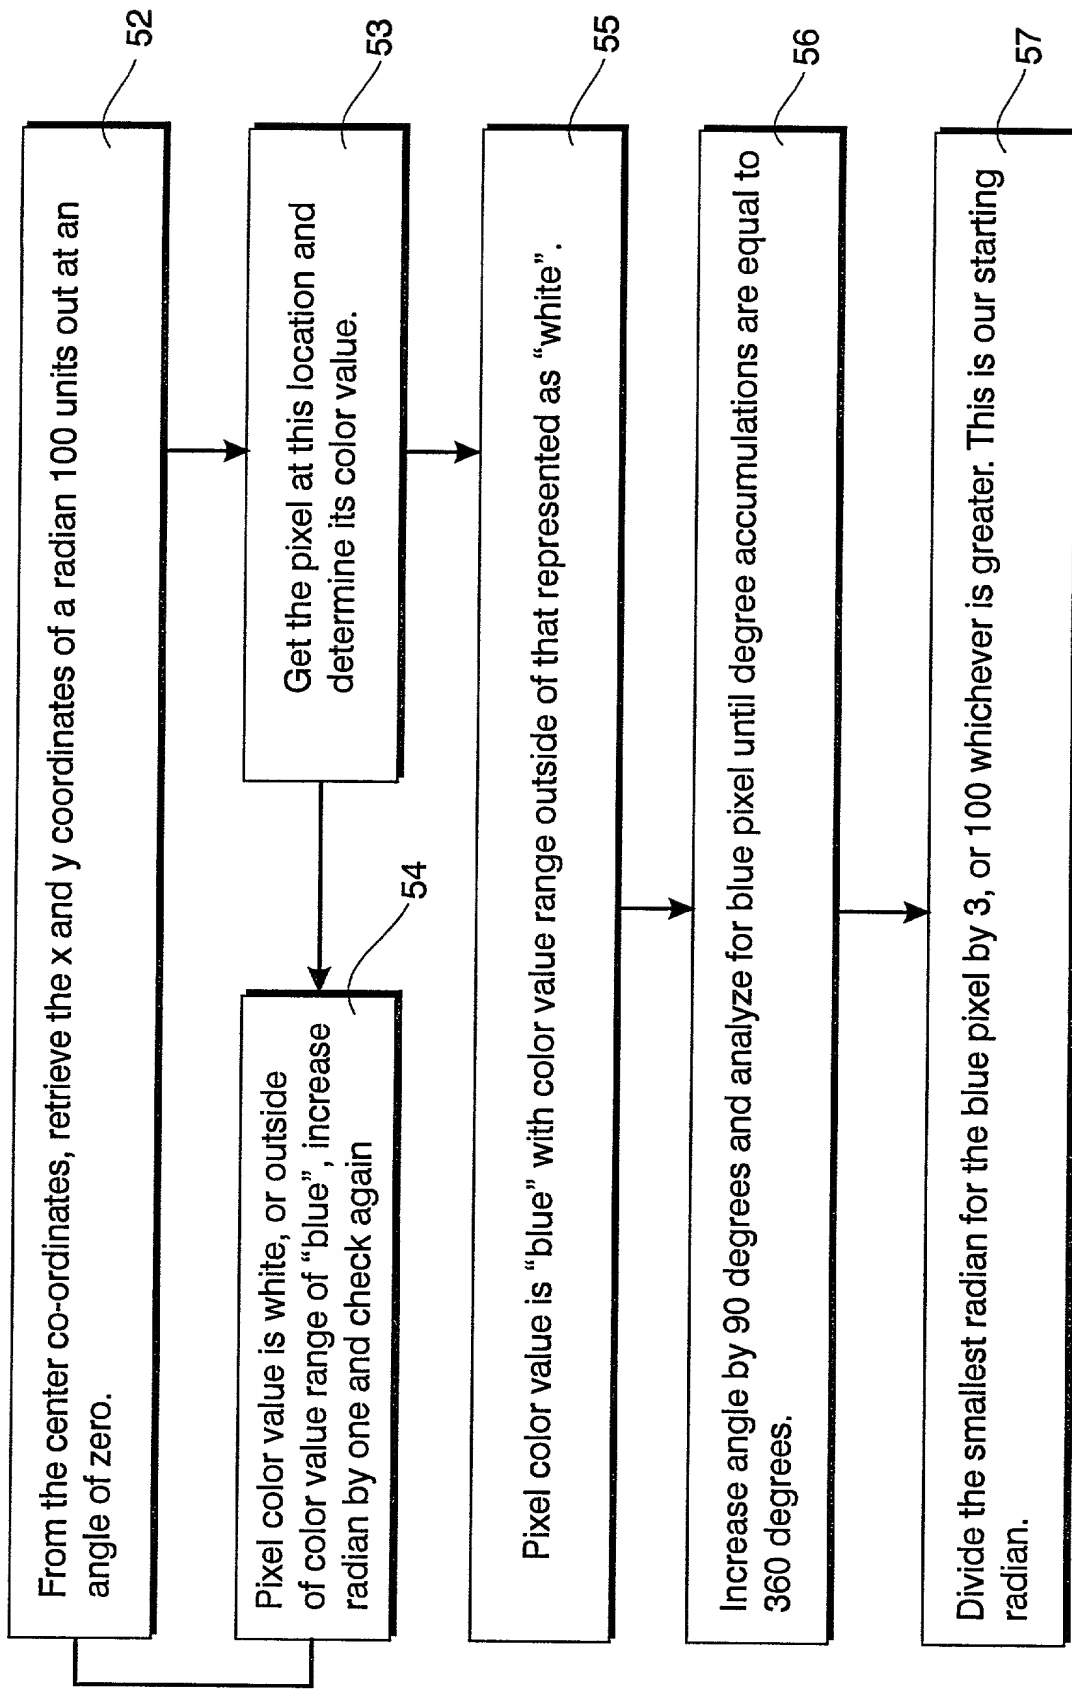 52
From the center co-ordinates, retrieve the x and y coordinates of a radian 100 units out at an
angle of zero.
53
Get the pixel at this location and
determine its color value.
54
Pixel color value is white, or outside
of color value range of “blue”, increase
radian by one and check again
55
Pixel color value is “blue” with color value range outside of that represented as “white”.
56
Increase angle by 90 degrees and analyze for blue pixel until degree accumulations are equal to
360 degrees.
57
Divide the smallest radian for the blue pixel by 3, or 100 whichever is greater. This is our starting
radian.